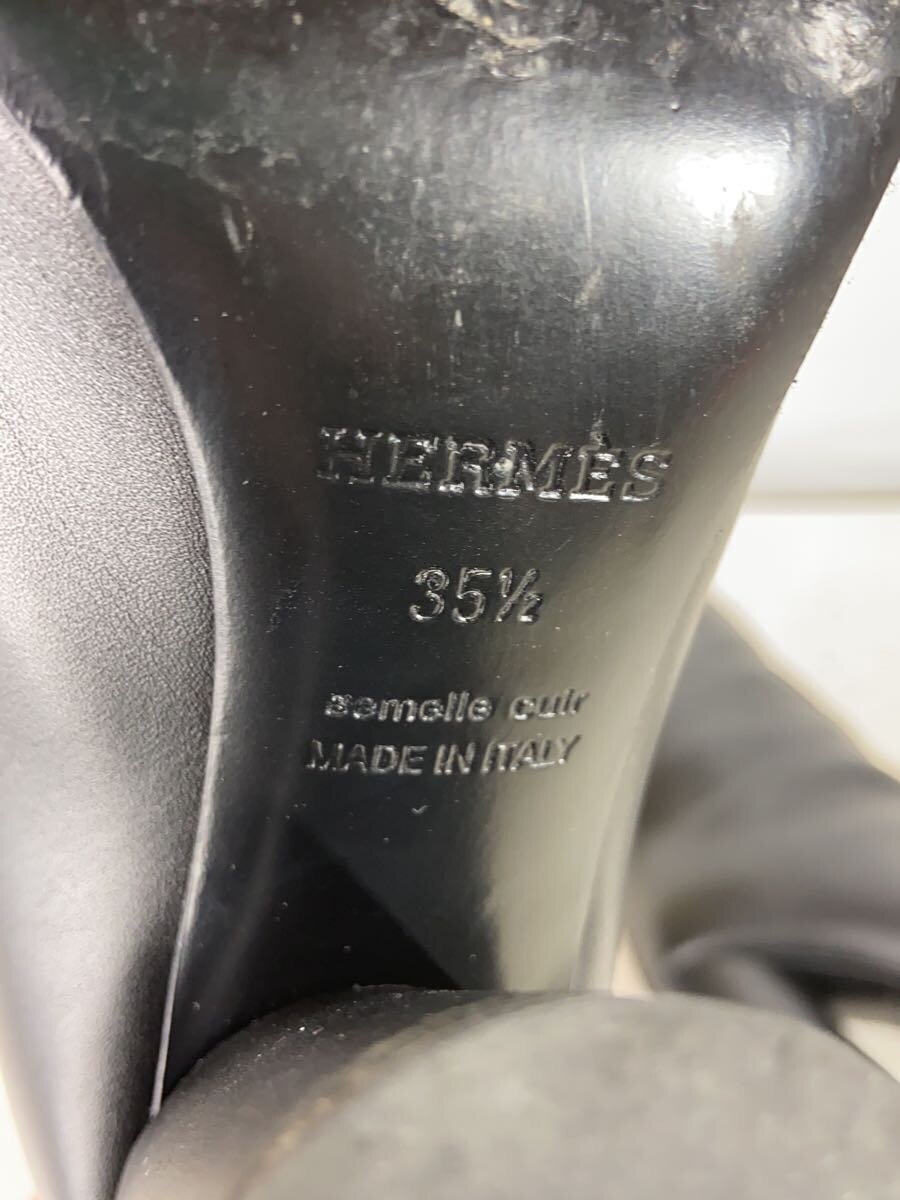 HERMÈS
35½
semelle cuir
MADE IN ITALY